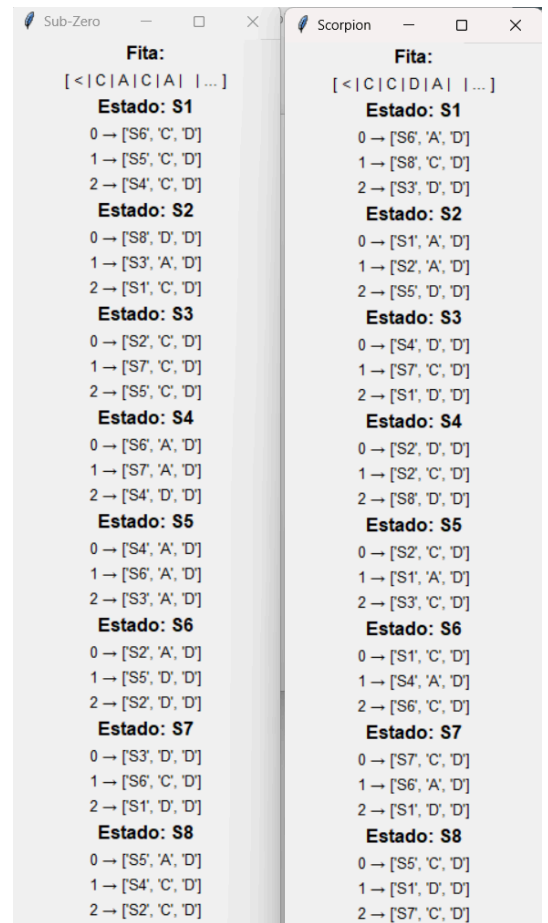 Sub-Zero
Fita:
[ < | C | A | C | A |   | ... ]
Estado: S1
0 → ['S6', 'C', 'D']
1 → ['S5', 'C', 'D']
2 → ['S4', 'C', 'D']
Estado: S2
0 → ['S8', 'D', 'D']
1 → ['S3', 'A', 'D']
2 → ['S1', 'C', 'D']
Estado: S3
0 → ['S2', 'C', 'D']
1 → ['S7', 'C', 'D']
2 → ['S5', 'C', 'D']
Estado: S4
0 → ['S6', 'A', 'D']
1 → ['S7', 'A', 'D']
2 → ['S4', 'D', 'D']
Estado: S5
0 → ['S4', 'A', 'D']
1 → ['S6', 'A', 'D']
2 → ['S3', 'A', 'D']
Estado: S6
0 → ['S2', 'A', 'D']
1 → ['S5', 'D', 'D']
2 → ['S2', 'D', 'D']
Estado: S7
0 → ['S3', 'D', 'D']
1 → ['S6', 'C', 'D']
2 → ['S1', 'D', 'D']
Estado: S8
0 → ['S5', 'A', 'D']
1 → ['S4', 'C', 'D']
2 → ['S2', 'C', 'D']
Scorpion
Fita:
[ < | C | C | D | A |   | ... ]
Estado: S1
0 → ['S6', 'A', 'D']
1 → ['S8', 'C', 'D']
2 → ['S3', 'D', 'D']
Estado: S2
0 → ['S1', 'A', 'D']
1 → ['S2', 'A', 'D']
2 → ['S5', 'D', 'D']
Estado: S3
0 → ['S4', 'D', 'D']
1 → ['S7', 'C', 'D']
2 → ['S1', 'D', 'D']
Estado: S4
0 → ['S2', 'D', 'D']
1 → ['S2', 'C', 'D']
2 → ['S8', 'D', 'D']
Estado: S5
0 → ['S2', 'C', 'D']
1 → ['S1', 'A', 'D']
2 → ['S3', 'C', 'D']
Estado: S6
0 → ['S1', 'C', 'D']
1 → ['S4', 'A', 'D']
2 → ['S6', 'C', 'D']
Estado: S7
0 → ['S7', 'C', 'D']
1 → ['S6', 'A', 'D']
2 → ['S1', 'D', 'D']
Estado: S8
0 → ['S5', 'C', 'D']
1 → ['S1', 'D', 'D']
2 → ['S7', 'C', 'D']